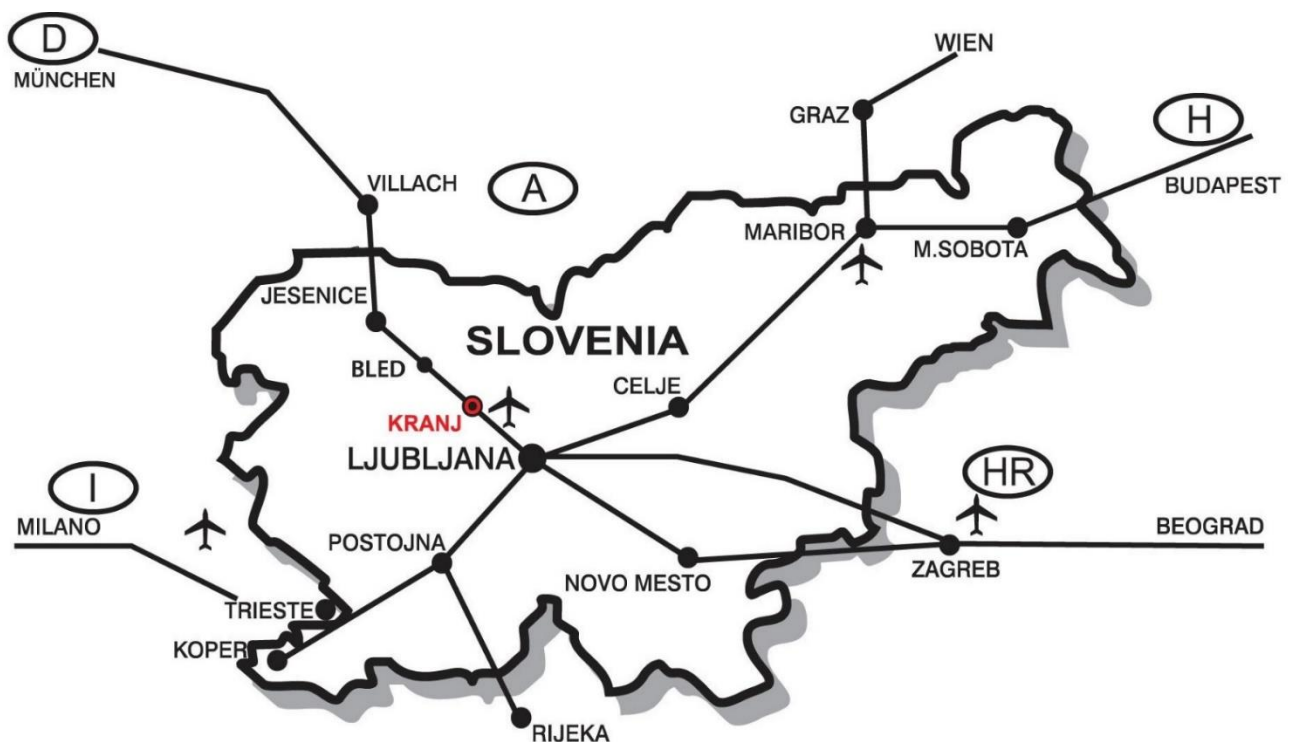 D
MÜNCHEN
WIEN
GRAZ
H
BUDAPEST
VILLACH
A
MARIBOR
M.SOBOTA
JESENICE
SLOVENIA
BLED
CELJE
KRANJ
LJUBLJANA
I
MILANO
HR
BEOGRAD
POSTOJNA
NOVO MESTO
ZAGREB
TRIESTE
KOPER
RIJEKA